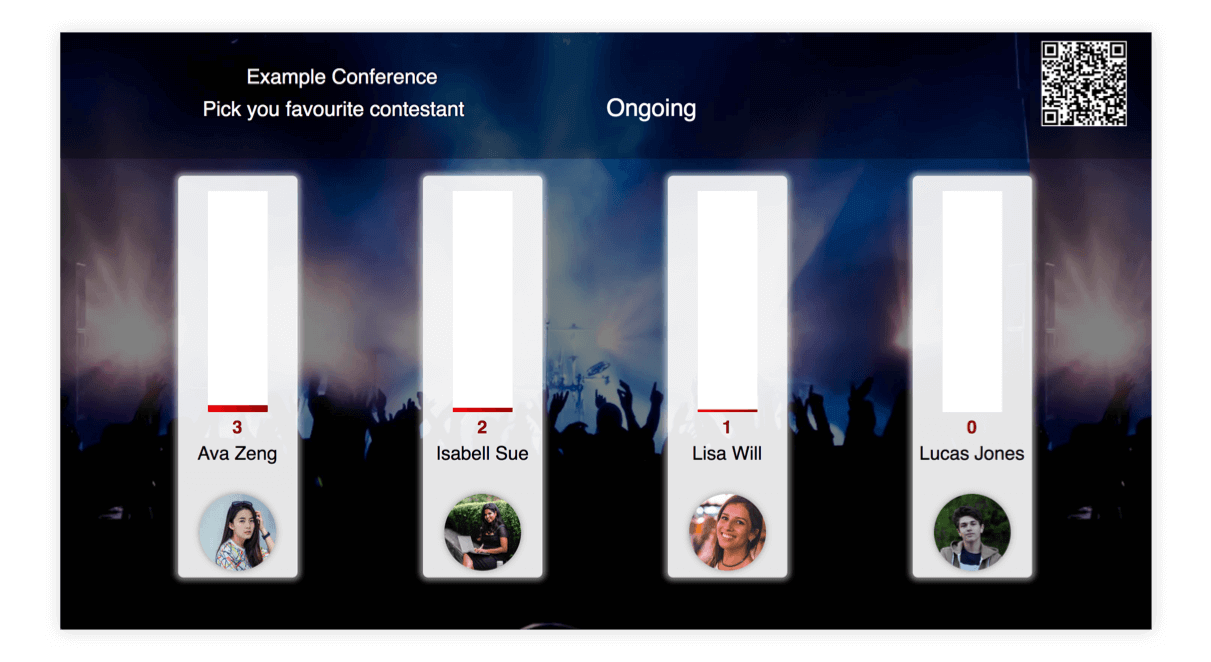 Example Conference
Pick you favourite contestant
Ongoing
3
Ava Zeng
2
Isabell Sue
1
Lisa Will
0
Lucas Jones